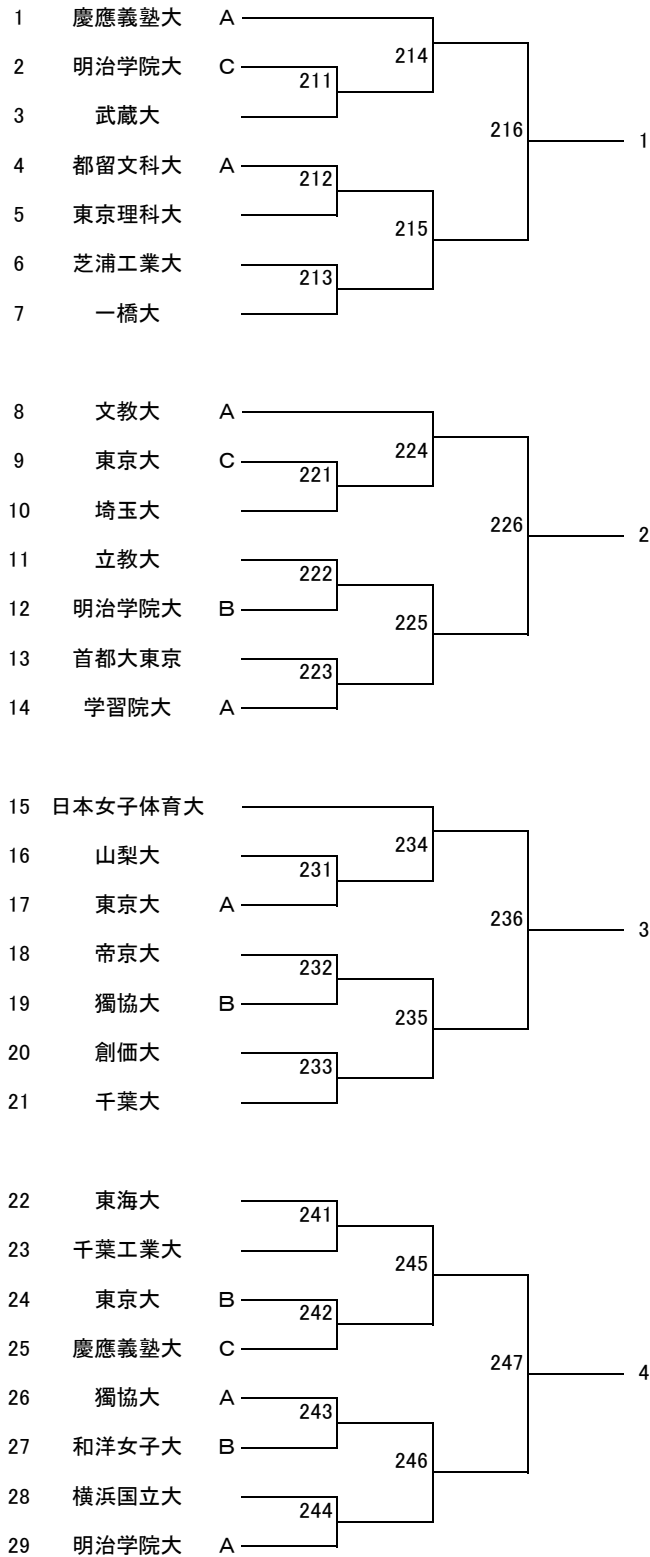 1 慶應義塾大 A
214
2 明治学院大 C
211
3 武蔵大
216
1
4 都留文科大 A
212
5 東京理科大
215
6 芝浦工業大
213
7 一橋大
8 文教大 A
224
9 東京大 C
221
10 埼玉大
226
2
11 立教大
222
12 明治学院大 B
225
13 首都大東京
223
14 学習院大 A
15 日本女子体育大
234
16 山梨大
231
17 東京大 A
236
3
18 帝京大
232
19 獨協大 B
235
20 創価大
233
21 千葉大
22 東海大
241
23 千葉工業大
245
24 東京大 B
242
25 慶應義塾大 C
247
4
26 獨協大 A
243
27 和洋女子大 B
246
28 横浜国立大
244
29 明治学院大 A